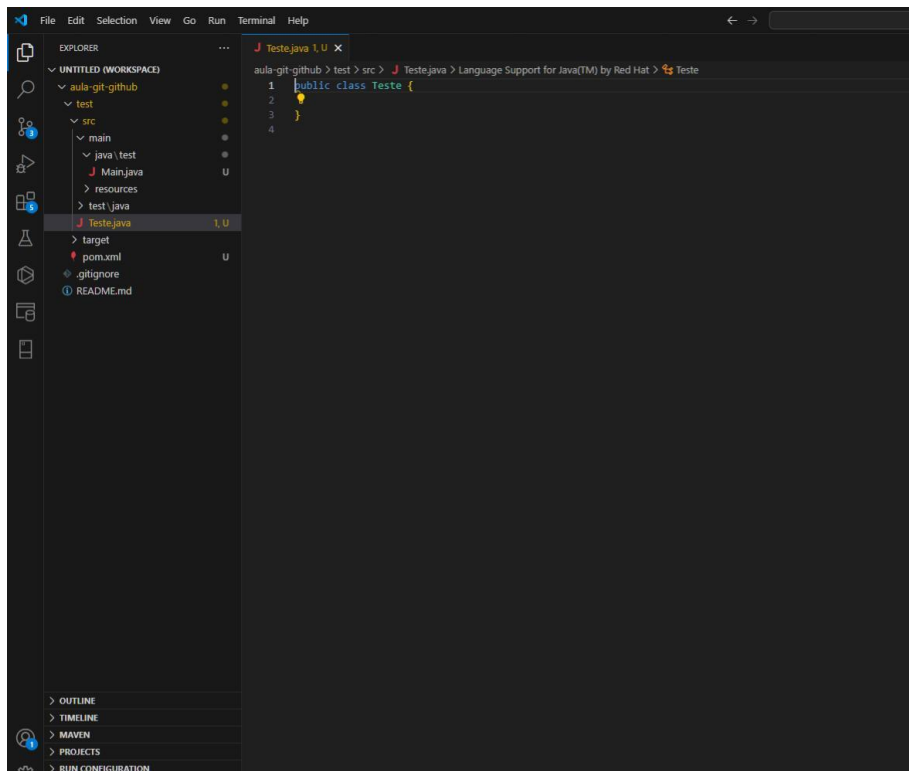 File Edit Selection View Go Run Terminal Help
EXPLORER ...
UNTITLED (WORKSPACE)
aula-git-github
test
src
main
java\test
J Main.java U
resources
test\java
J Teste.java 1, U
target
pom.xml U
.gitignore
README.md
OUTLINE
TIMELINE
MAVEN
PROJECTS
RUN CONFIGURATION
3
5
1
J Teste.java 1, U
aula-git-github > test > src > J Teste.java > Language Support for Java(TM) by Red Hat > Teste
1 public class Teste {
2
3 }
4